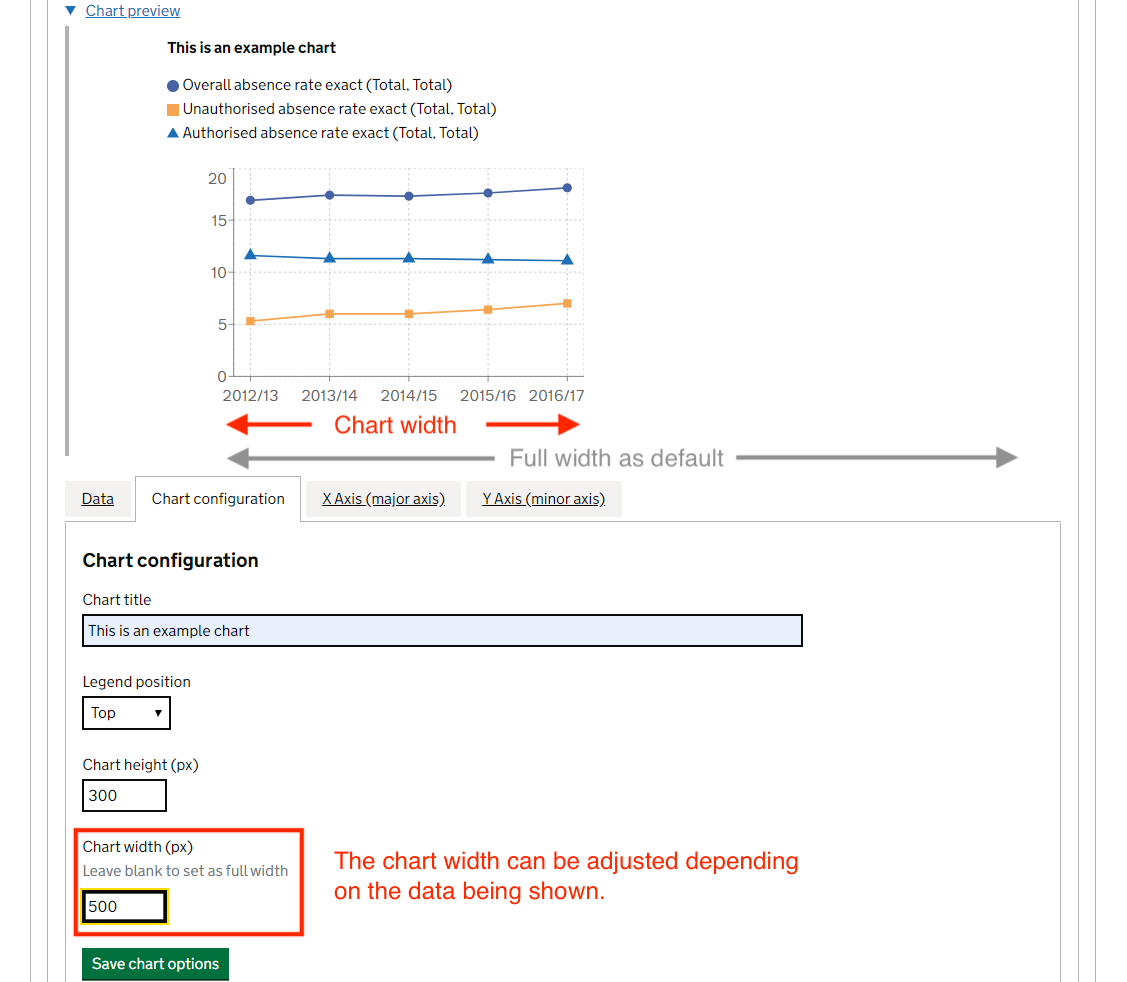 Chart preview
This is an example chart
Overall absence rate exact (Total, Total)
Unauthorised absence rate exact (Total, Total)
Authorised absence rate exact (Total, Total)
20
15
10
5
0
2012/13 2013/14 2014/15 2015/16 2016/17
Chart width
Full width as default
Data Chart configuration X Axis (major axis) Y Axis (minor axis)
Chart configuration
Chart title
This is an example chart
Legend position
Top
Chart height (px)
300
Chart width (px)
Leave blank to set as full width
500
The chart width can be adjusted depending
on the data being shown.
Save chart options